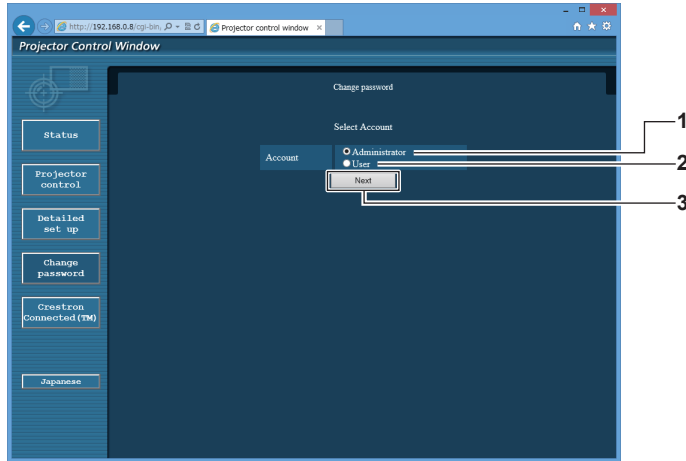 http://192.168.0.8/cgi-bin,
Projector control window
Projector Control Window
Change password
Select Account
Account
Administrator
User
Next
Status
Projector
control
Detailed
set up
Change
password
Crestron
Connected(TM)
Japanese
1
2
3